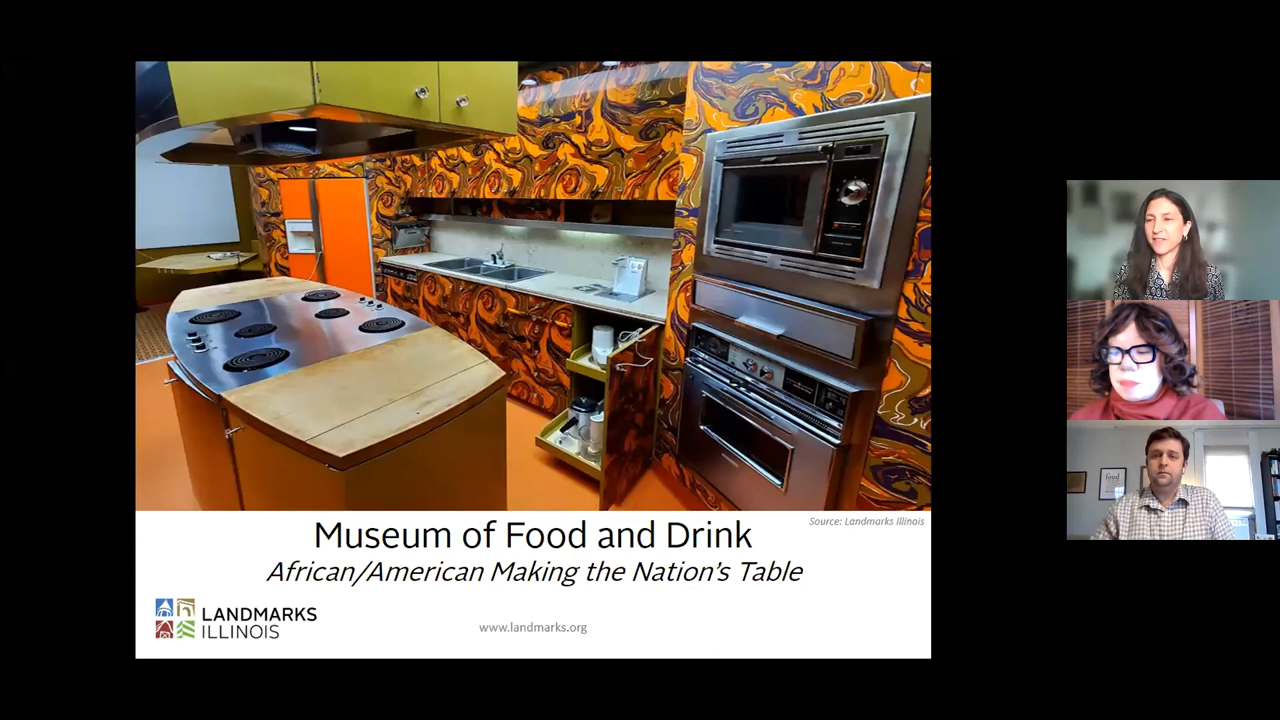 Source: Landmarks Illinois
Museum of Food and Drink
African/American Making the Nation's Table
LANDMARKS
ILLINOIS
www.landmarks.org
food